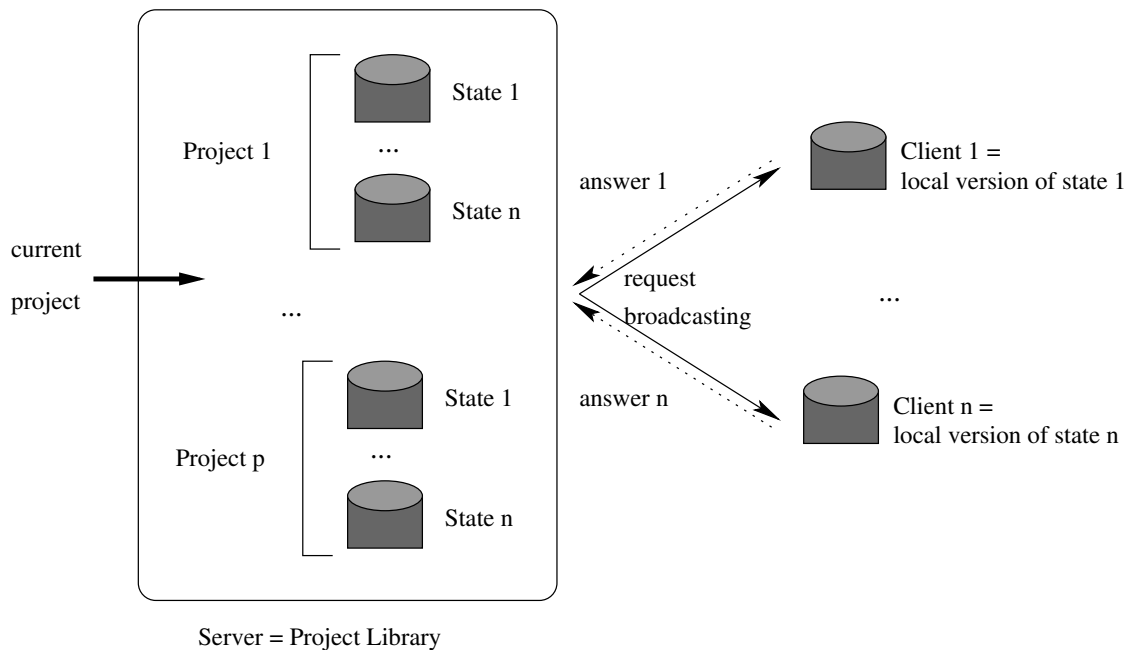 State 1
Project 1
...
State n
current
project
...
State 1
Project p
...
State n
Server = Project Library
answer 1
request
broadcasting
answer n
Client 1 =
local version of state 1
...
Client n =
local version of state n